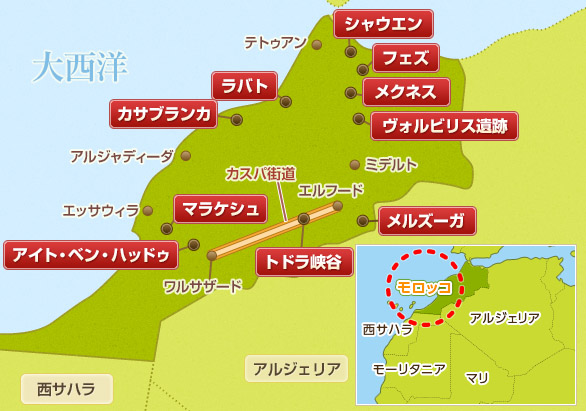 シャウエン
テトゥアン
フェズ
大西洋
ラバト
メクネス
カサブランカ
ヴォルビリス遺跡
アルジャディーダ
ミデルト
カスバ街道
エルフード
エッサウィラ
マラケシュ
メルズーガ
アイト・ベン・ハッドゥ
トドラ峡谷
ワルサザード
モロッコ
西サハラ
アルジェリア
モーリタニア
マリ
アルジェリア
西サハラ